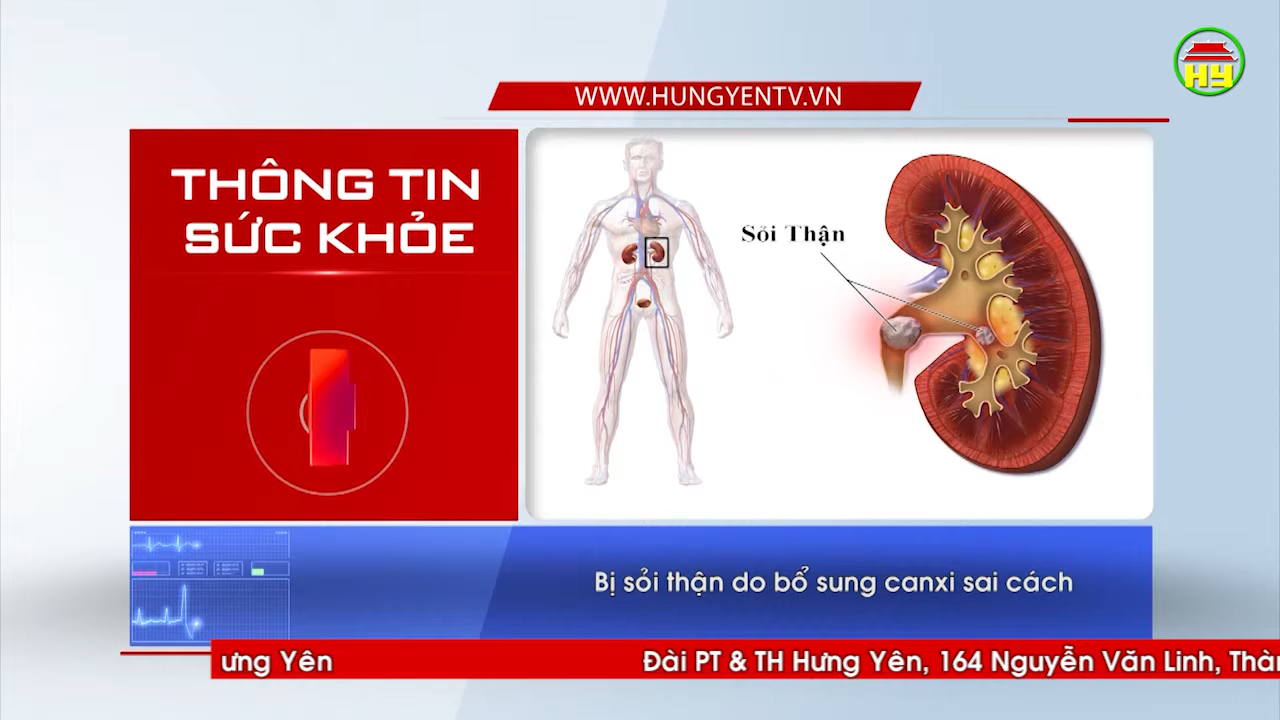 HY
WWW.HUNGYENTV.VN
THÔNG TIN
SỨC KHỎE
Sỏi Thận
Bị sỏi thận do bổ sung canxi sai cách
ưng Yên
Đài PT & TH Hưng Yên, 164 Nguyễn Văn Linh, Thàn